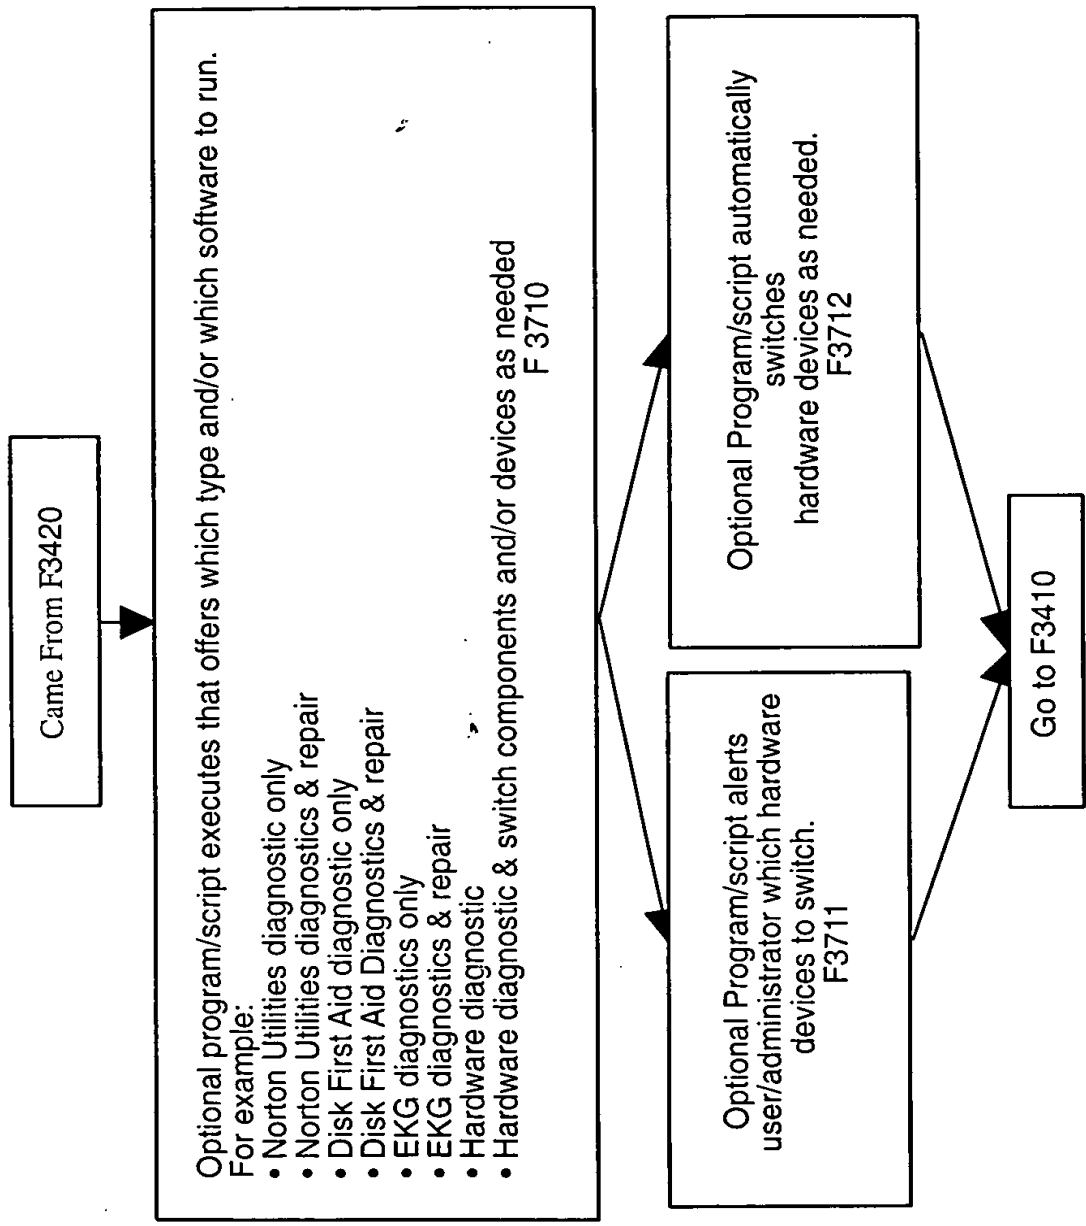 Came From F3420
Optional program/script executes that offers which type and/or which software to run.
For example:
• Norton Utilities diagnostic only
• Norton Utilities diagnostics & repair
• Disk First Aid diagnostic only
• Disk First Aid Diagnostics & repair
• EKG diagnostics only
• EKG diagnostics & repair
• Hardware diagnostic
• Hardware diagnostic & switch components and/or devices as needed
F 3710
Optional Program/script alerts
user/administrator which hardware
devices to switch.
F3711
Optional Program/script automatically
switches
hardware devices as needed.
F3712
Go to F3410